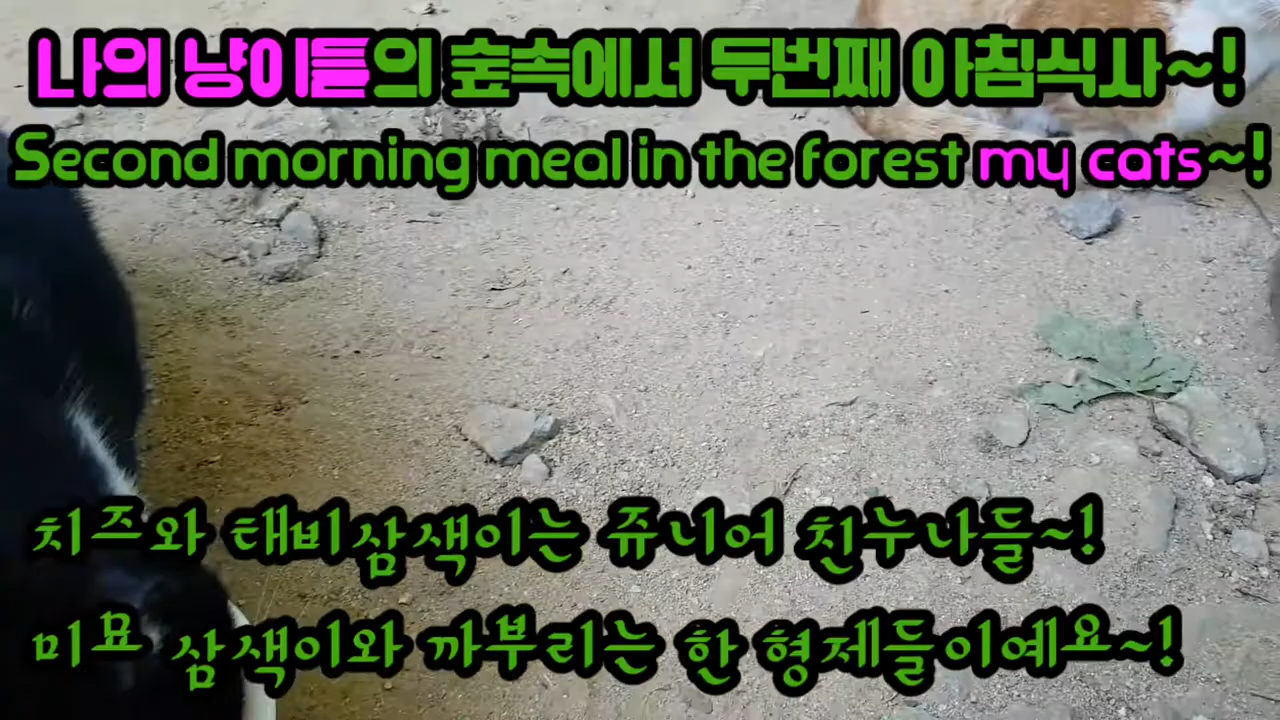 나의 냥이들의 숲속에서 두번째 아침식사~!
Second morning meal in the forest my cats~!
치즈와 태비삼색이는 쥬니어 친누나들~!
미묘 삼색이와 까부리는 한 형제들이예요~!